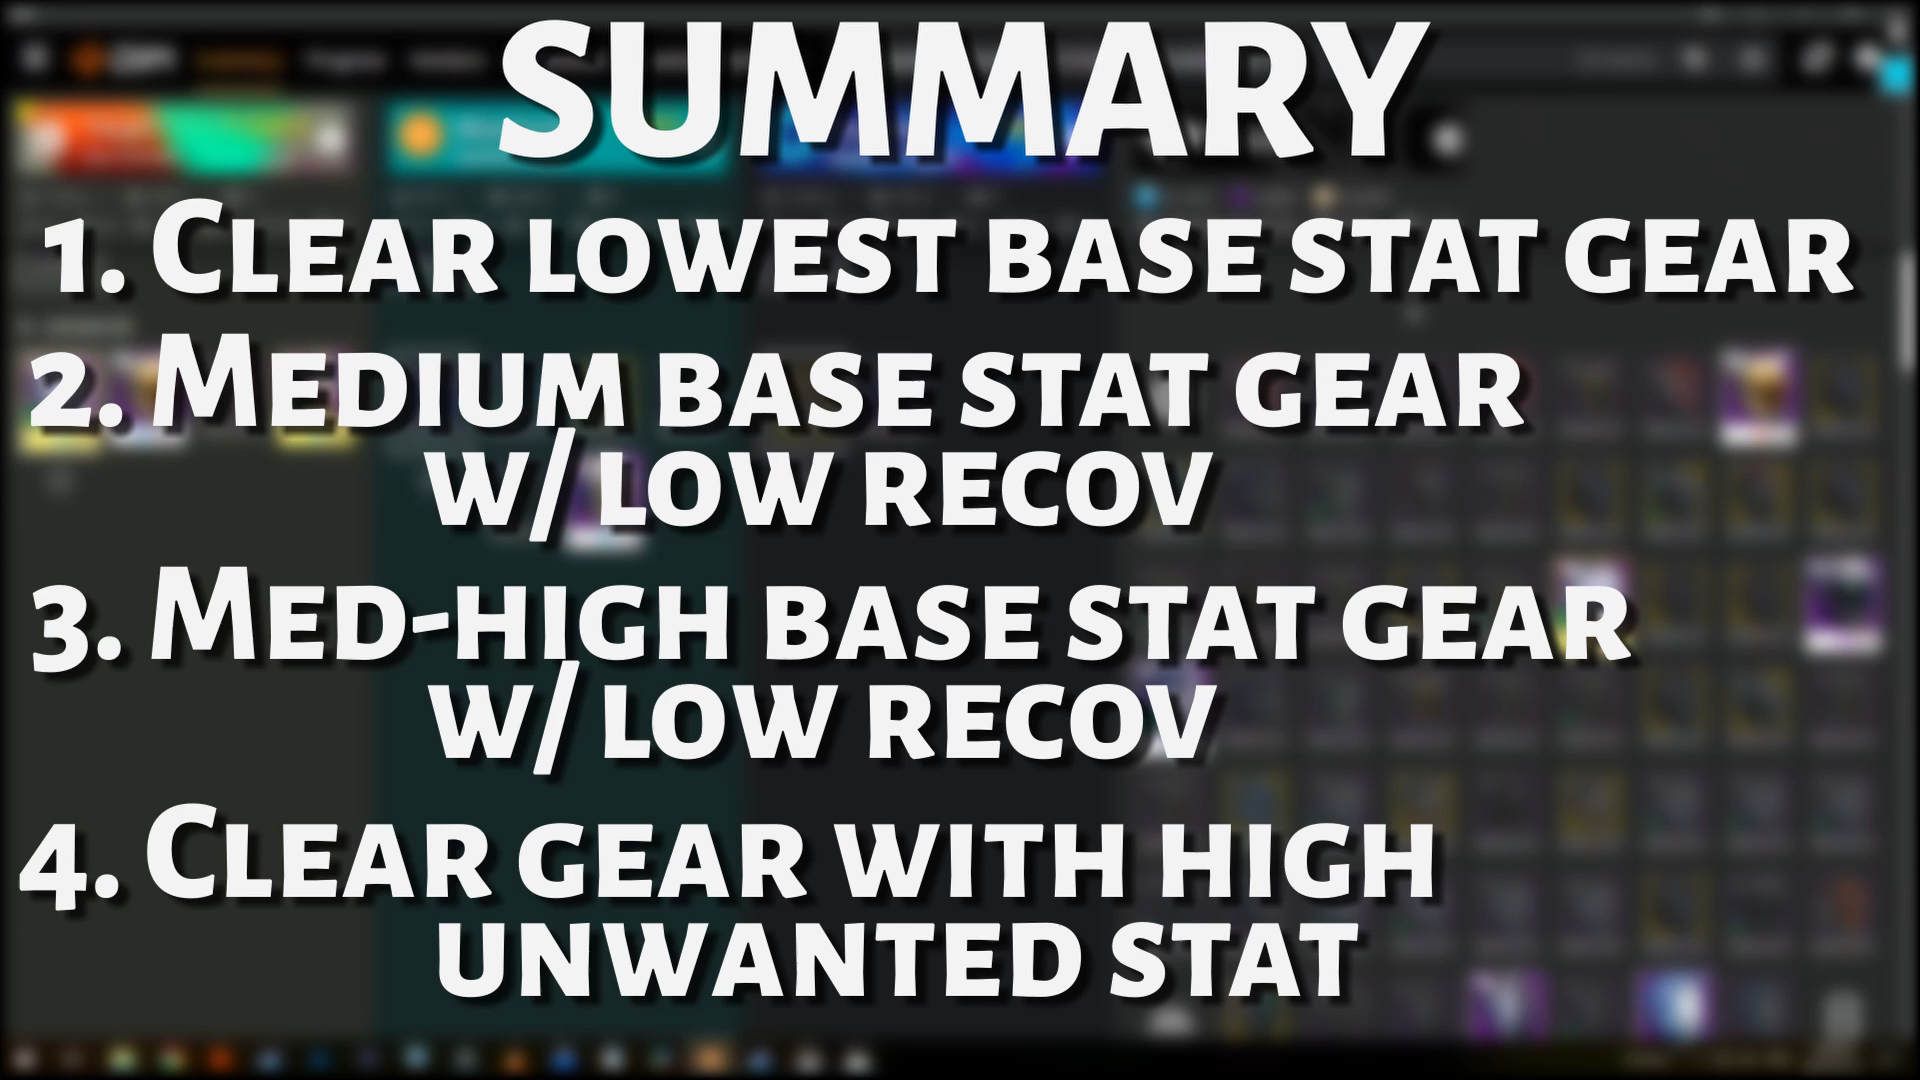 SUMMARY
1. CLEAR LOWEST BASE STAT GEAR
2. MEDIUM BASE STAT GEAR
W/ LOW RECOV
3. MED-HIGH BASE STAT GEAR
W/ LOW RECOV
4. CLEAR GEAR WITH HIGH
UNWANTED STAT